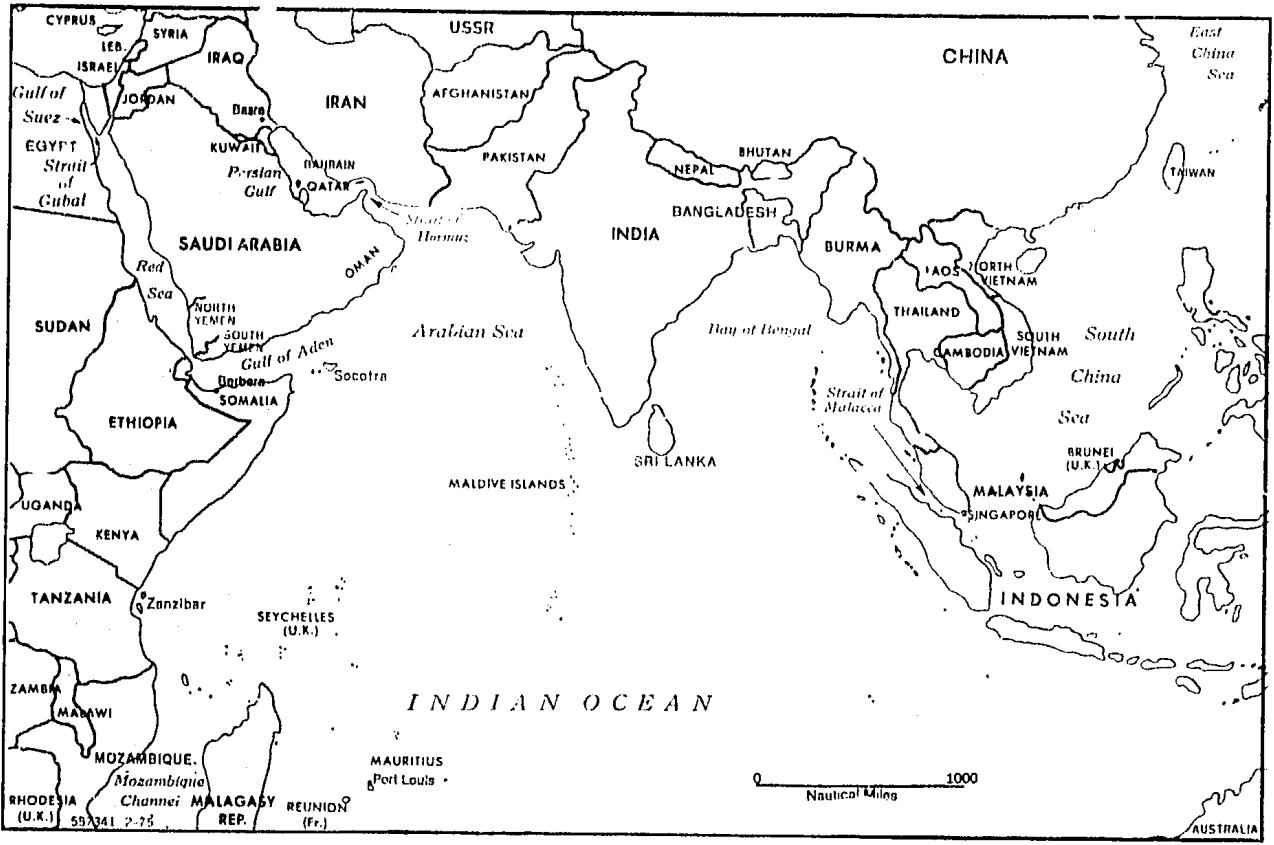 CYPRUS
SYRIA
LEB.
ISRAEL
JORDAN
IRAQ
IRAN
USSR
AFGHANISTAN
CHINA
East
China
Sea
Gulf of
Suez
EGYPT
Strait
of
Gubal
KUWAIT
Persian
Gulf
BAHRAIN
QATAR
Strait of
Hormuz
PAKISTAN
NEPAL
BHUTAN
BANGLADESH
TAIWAN
SAUDI ARABIA
OMAN
INDIA
BURMA
LAOS
NORTH
VIETNAM
THAILAND
Red
Sea
SUDAN
NORTH
YEMEN
SOUTH
YEMEN
Gulf of Aden
Socotra
Arabian Sea
Bay of Bengal
CAMBODIA
SOUTH
VIETNAM
South
China
Sea
Berbera
SOMALIA
ETHIOPIA
Strait of
Malacca
SRI LANKA
MALDIVE ISLANDS
BRUNEI
(U.K.)
MALAYSIA
SINGAPORE
UGANDA
KENYA
TANZANIA
Zanzibar
SEYCHELLES
(U.K.)
INDONESIA
ZAMBIA
MALAWI
INDIAN OCEAN
MOZAMBIQUE
Mozambique
Channel
MAURITIUS
Port Louis
RHODESIA
(U.K.)
597341 2-75
MALAGASY
REP.
REUNION
(Fr.)
0 1000
Nautical Miles
AUSTRALIA